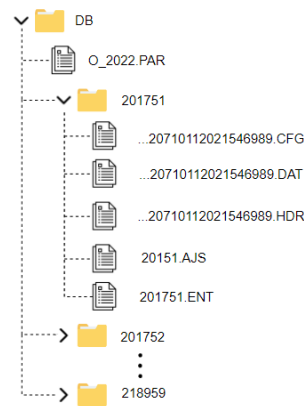 DB
O_2022.PAR
201751
...20710112021546989.CFG
...20710112021546989.DAT
...20710112021546989.HDR
20151.AJS
201751.ENT
201752
218959